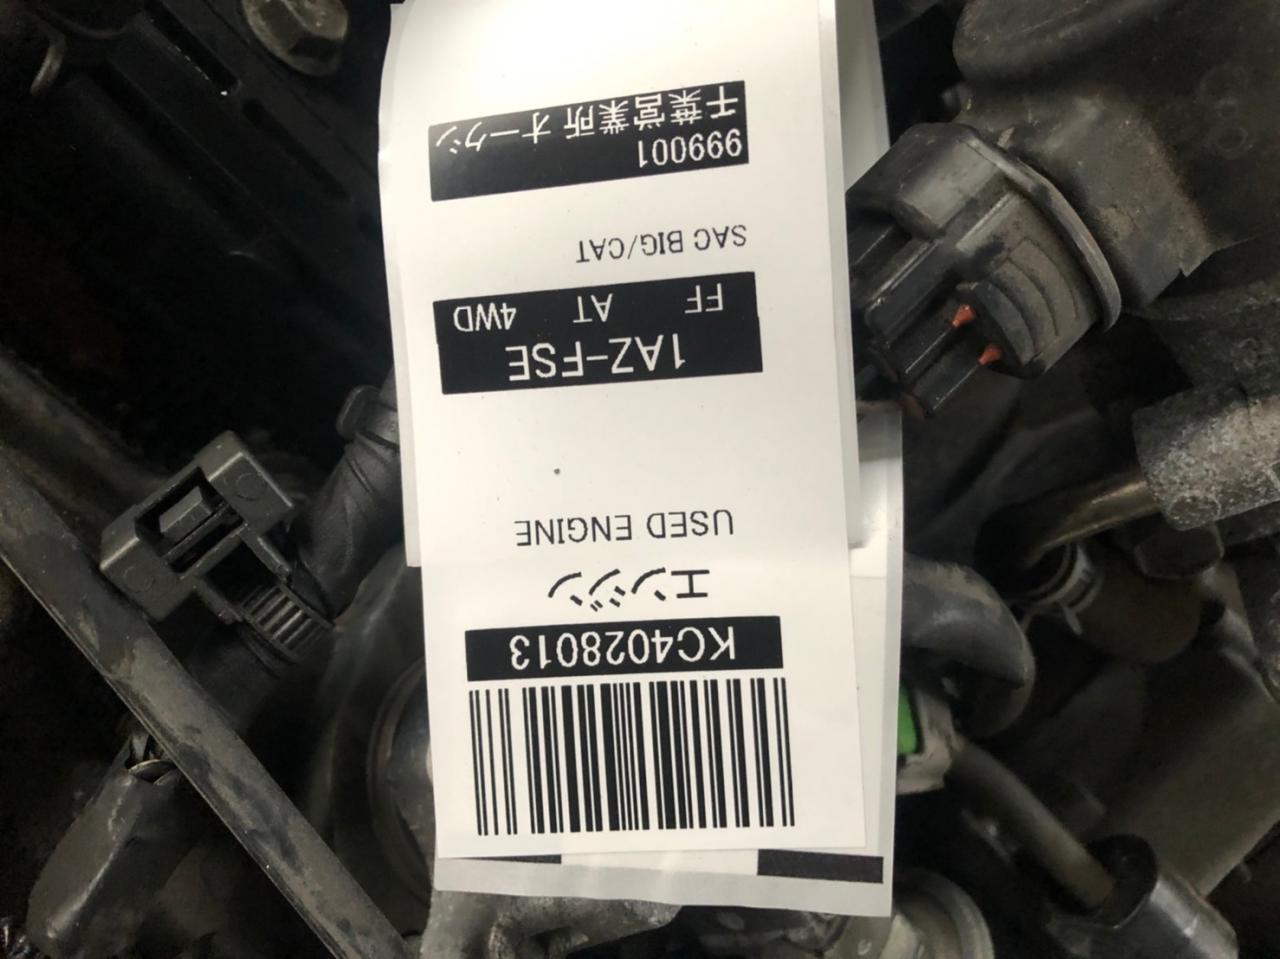 KC4028013
エンジン
USED ENGINE
1AZ-FSE
FF AT 4WD
SAC BIG/CAT
999001
千葉営業所 オークシ